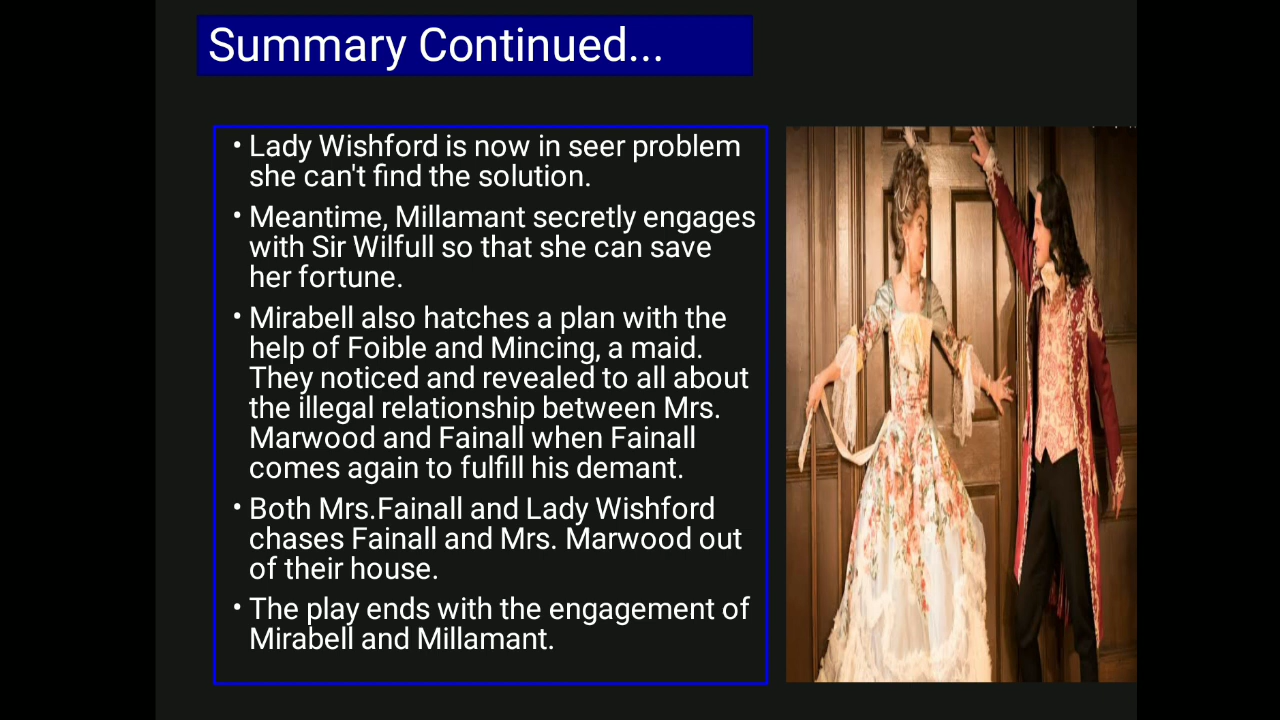 Summary Continued...
• Lady Wishford is now in seer problem
she can't find the solution.
• Meantime, Millamant secretly engages
with Sir Wilfull so that she can save
her fortune.
• Mirabell also hatches a plan with the
help of Foible and Mincing, a maid.
They noticed and revealed to all about
the illegal relationship between Mrs.
Marwood and Fainall when Fainall
comes again to fulfill his demant.
• Both Mrs.Fainall and Lady Wishford
chases Fainall and Mrs. Marwood out
of their house.
• The play ends with the engagement of
Mirabell and Millamant.